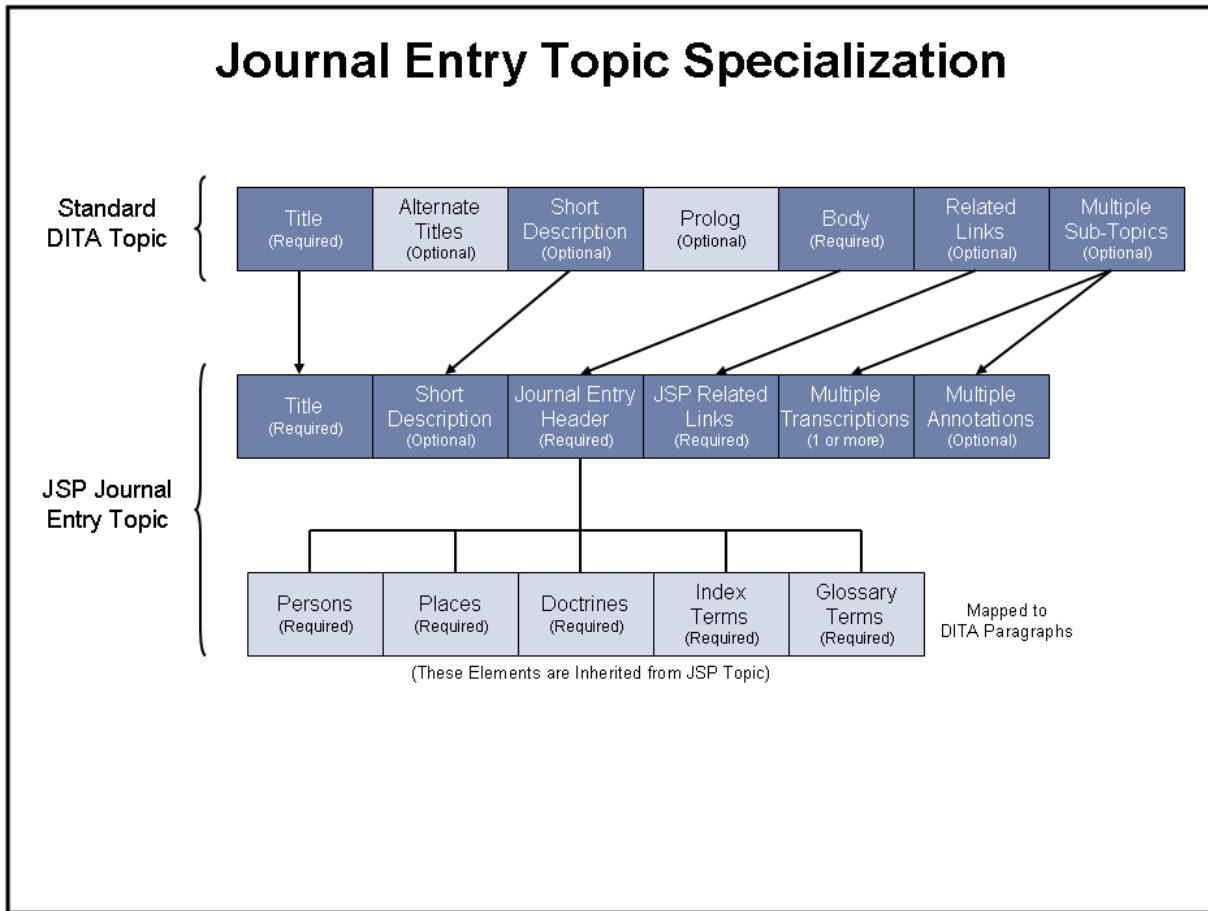 Journal Entry Topic Specialization
Standard
DITA Topic
Title
(Required)
Alternate
Titles
(Optional)
Short
Description
(Optional)
Prolog
(Optional)
Body
(Required)
Related
Links
(Optional)
Multiple
Sub-Topics
(Optional)
JSP Journal
Entry Topic
Title
(Required)
Short
Description
(Optional)
Journal Entry
Header
(Required)
JSP Related
Links
(Required)
Multiple
Transcriptions
(1 or more)
Multiple
Annotations
(Optional)
Persons
(Required)
Places
(Required)
Doctrines
(Required)
Index
Terms
(Required)
Glossary
Terms
(Required)
Mapped to
DITA Paragraphs
(These Elements are Inherited from JSP Topic)